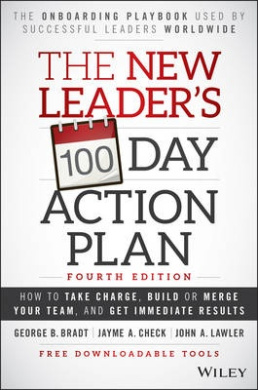 THE ONBOARDING PLAYBOOK USED BY
SUCCESSFUL LEADERS WORLDWIDE
THE NEW
LEADER'S
100 DAY
ACTION
PLAN
FOURTH EDITION
HOW TO TAKE CHARGE, BUILD OR MERGE
YOUR TEAM, AND GET IMMEDIATE RESULTS
GEORGE B. BRADT | JAYME A. CHECK | JOHN A. LAWLER
FREE DOWNLOADABLE TOOLS
WILEY